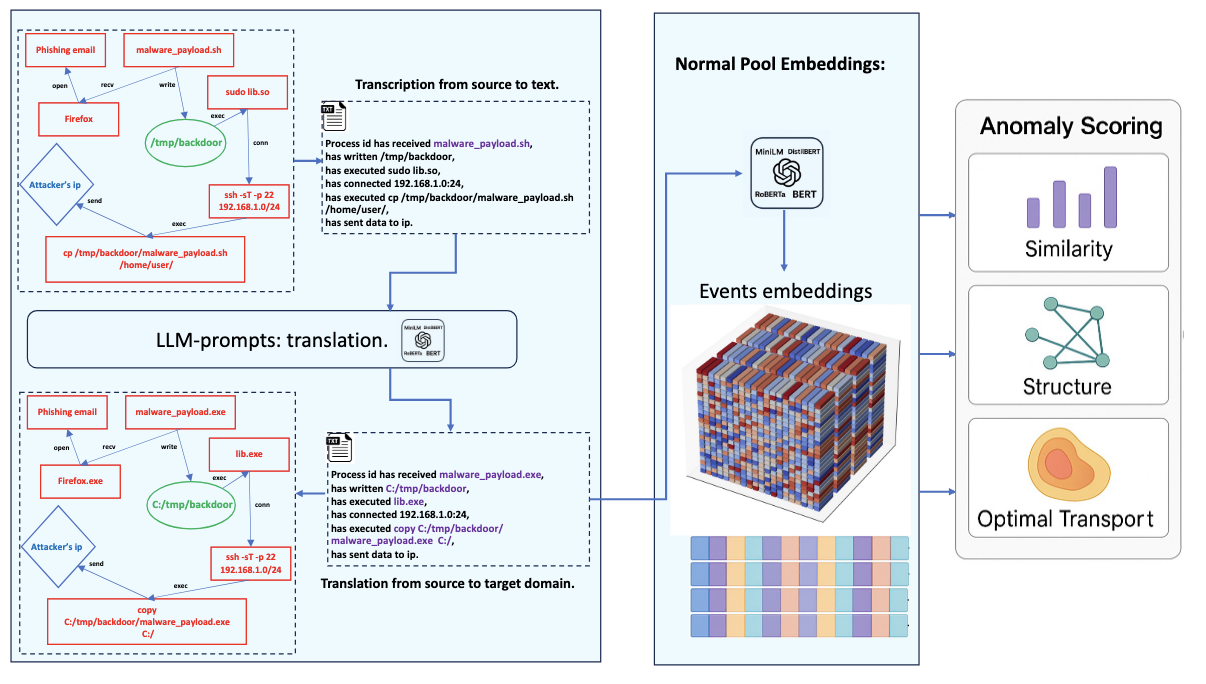 Phishing email
malware_payload.sh
open
recv
write
sudo lib.so
Firefox
exec
/tmp/backdoor
conn
Attacker's ip
send
ssh -sT -p 22
192.168.1.0/24
exec
cp /tmp/backdoor/malware_payload.sh
/home/user/
Transcription from source to text.
TXT
Process id has received malware_payload.sh,
has written /tmp/backdoor,
has executed sudo lib.so,
has connected 192.168.1.0:24,
has executed cp /tmp/backdoor/malware_payload.sh
/home/user/,
has sent data to ip.
LLM-prompts: translation.
MiniLM DistilBERT
RoBERTa BERT
Phishing email
malware_payload.exe
open
recv
write
lib.exe
Firefox.exe
exec
C:/tmp/backdoor
conn
Attacker's ip
send
ssh -sT -p 22
192.168.1.0/24
exec
copy
C:/tmp/backdoor/malware_payload.exe
C:/
TXT
Process id has received malware_payload.exe,
has written C:/tmp/backdoor,
has executed lib.exe,
has connected 192.168.1.0:24,
has executed copy C:/tmp/backdoor/
malware_payload.exe C:/,
has sent data to ip.
Translation from source to target domain.
Normal Pool Embeddings:
MiniLM DistilBERT
RoBERTa BERT
Events embeddings
Anomaly Scoring
Similarity
Structure
Optimal Transport